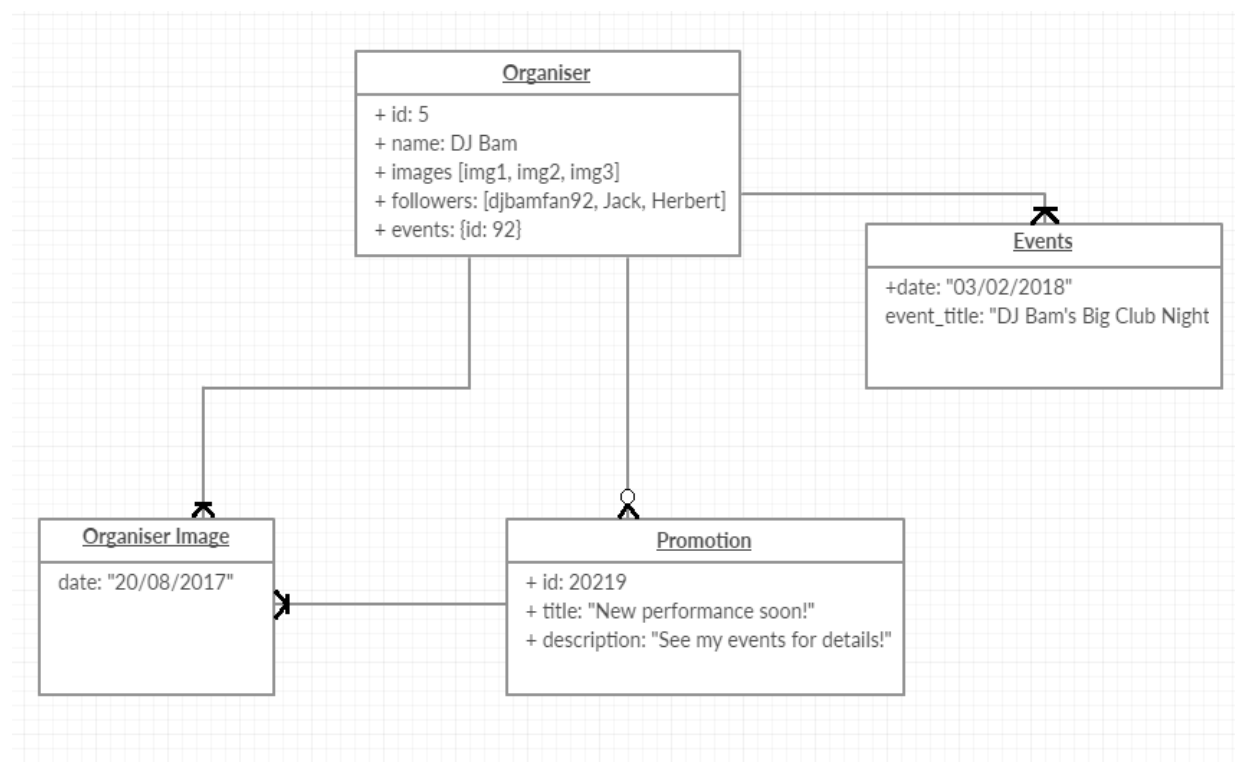 Organiser
+ id: 5
+ name: DJ Bam
+ images [img1, img2, img3]
+ followers: [djbamfan92, Jack, Herbert]
+ events: {id: 92}
Events
+date: "03/02/2018"
event_title: "DJ Bam's Big Club Night
Organiser Image
date: "20/08/2017"
Promotion
+ id: 20219
+ title: "New performance soon!"
+ description: "See my events for details!"